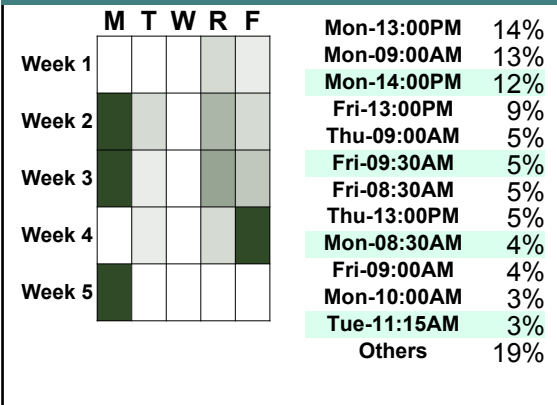 M T W R F
Week 1
Week 2
Week 3
Week 4
Week 5
Mon-13:00PM 14%
Mon-09:00AM 13%
Mon-14:00PM 12%
Fri-13:00PM 9%
Thu-09:00AM 5%
Fri-09:30AM 5%
Fri-08:30AM 5%
Thu-13:00PM 5%
Mon-08:30AM 4%
Fri-09:00AM 4%
Mon-10:00AM 3%
Tue-11:15AM 3%
Others 19%